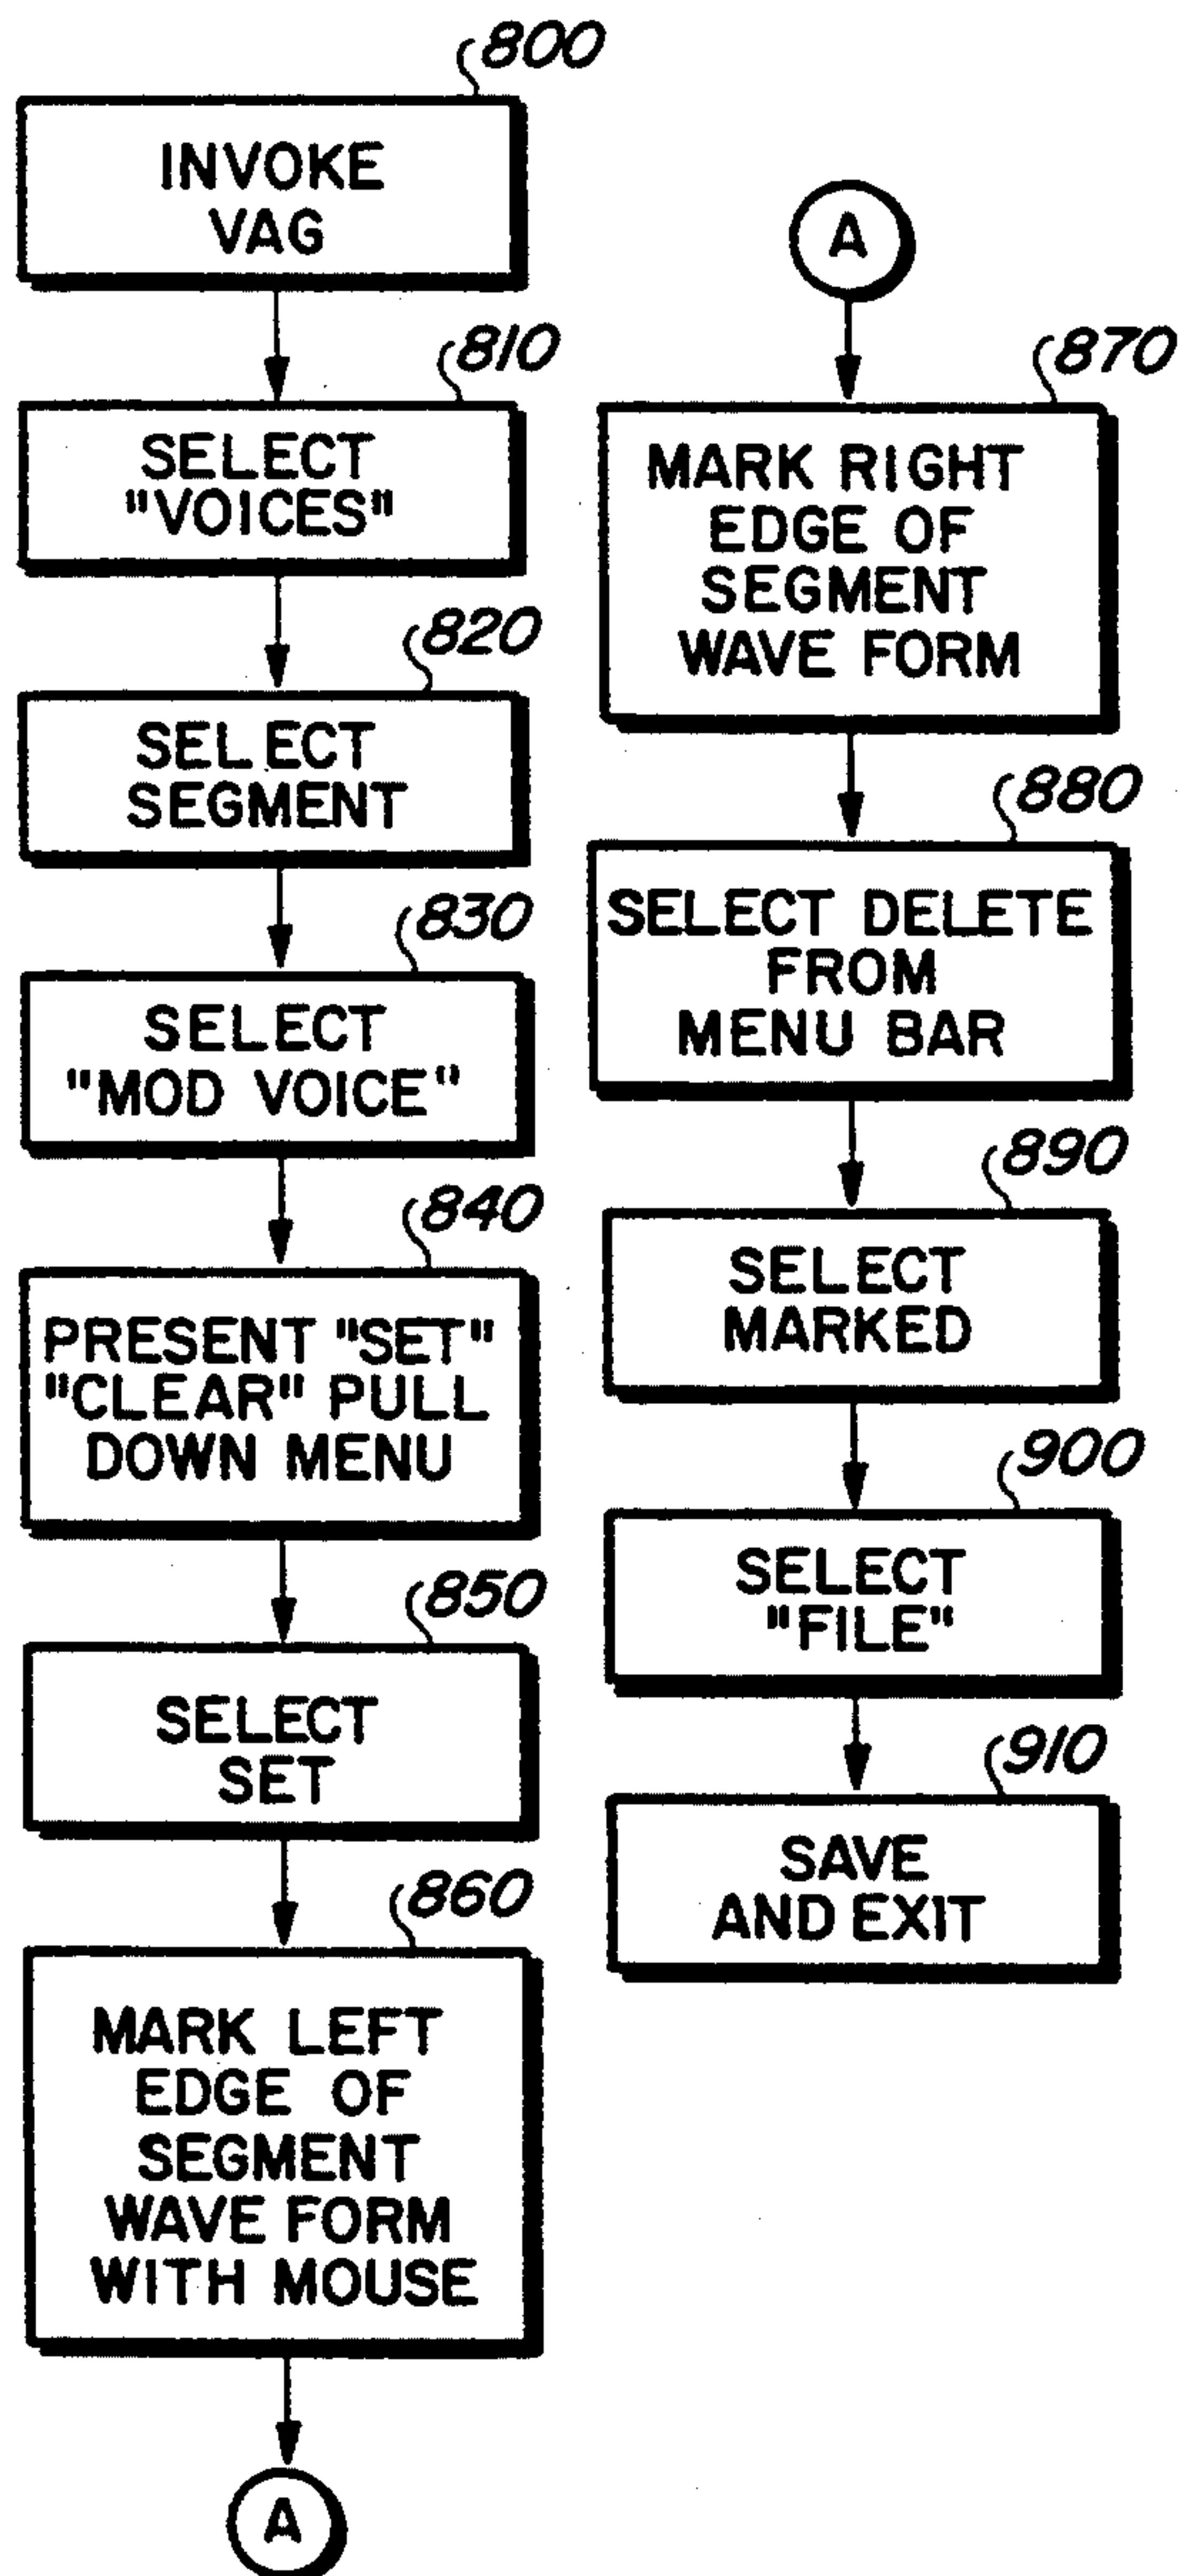 800
INVOKE
VAG
810
SELECT
"VOICES"
820
SELECT
SEGMENT
830
SELECT
"MOD VOICE"
840
PRESENT "SET"
"CLEAR" PULL
DOWN MENU
850
SELECT
SET
860
MARK LEFT
EDGE OF
SEGMENT
WAVE FORM
WITH MOUSE
A
A
870
MARK RIGHT
EDGE OF
SEGMENT
WAVE FORM
880
SELECT DELETE
FROM
MENU BAR
890
SELECT
MARKED
900
SELECT
"FILE"
910
SAVE
AND EXIT